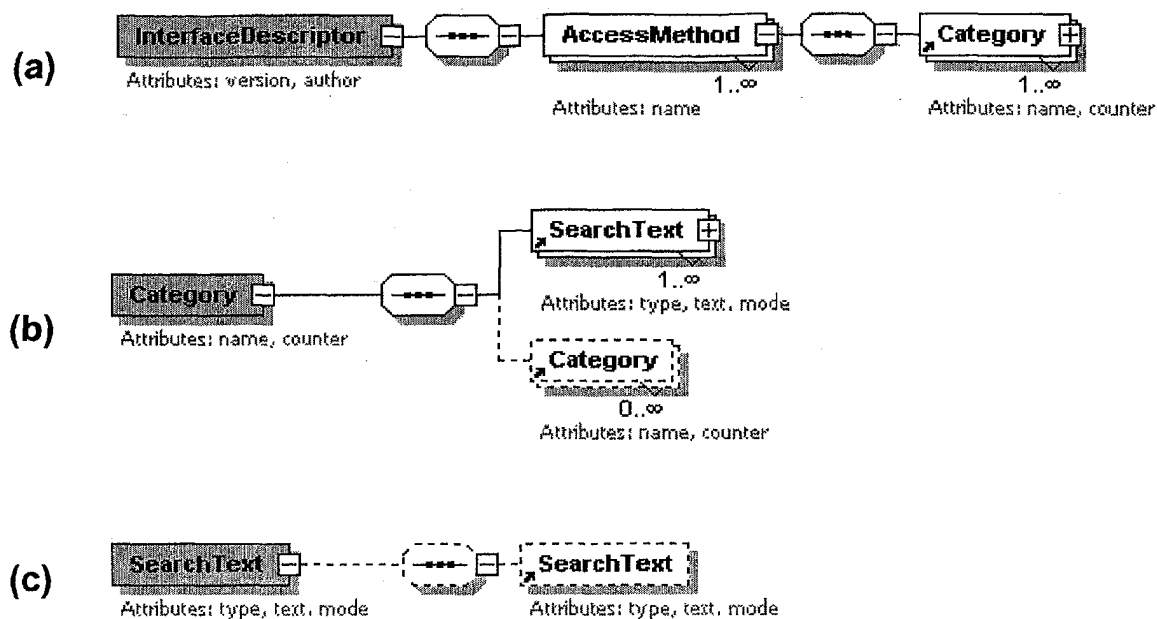 (a)
InterfaceDescriptor
AccessMethod
Category
1..∞
1..∞
Attributes: version, author
Attributes: name
Attributes: name, counter
(b)
SearchText
1..∞
Attributes: type, text, mode
Category
Attributes: name, counter
Category
0..∞
Attributes: name, counter
(c)
SearchText
SearchText
Attributes: type, text, mode
Attributes: type, text, mode